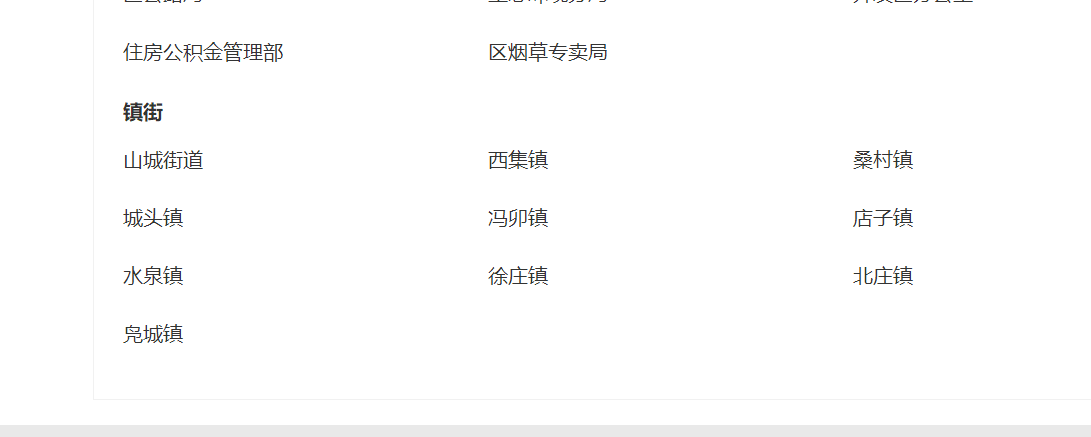 住房公积金管理部 区烟草专卖局
镇街
山城街道 西集镇 桑村镇
城头镇 冯卯镇 店子镇
水泉镇 徐庄镇 北庄镇
凫城镇